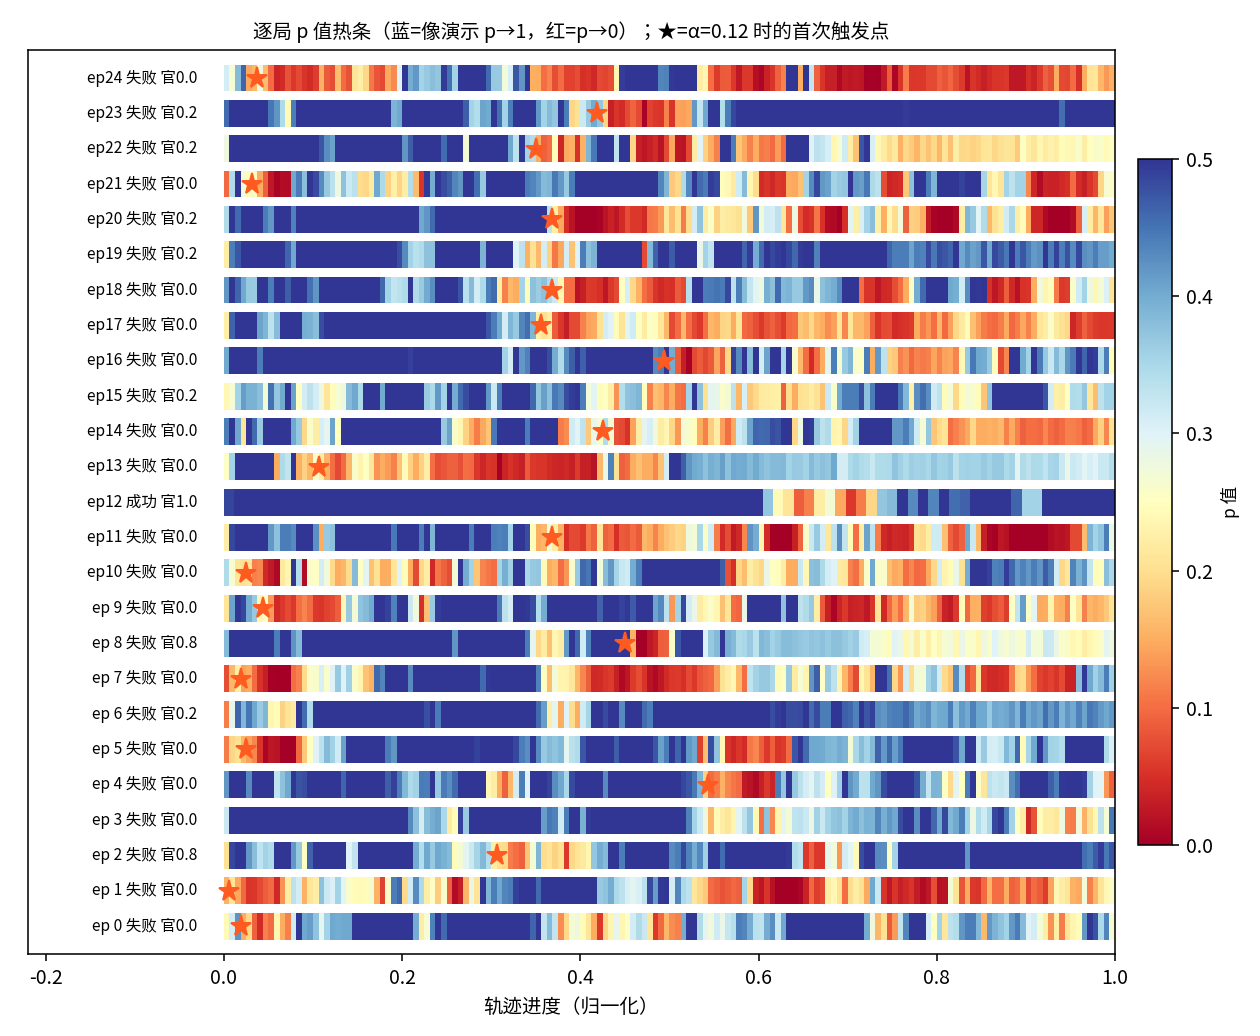 逐局 p 值热条（蓝=像演示 p→1，红=p→0）；★=α=0.12 时的首次触发点
ep24 失败 官0.0
ep23 失败 官0.2
ep22 失败 官0.2
ep21 失败 官0.0
ep20 失败 官0.2
ep19 失败 官0.2
ep18 失败 官0.0
ep17 失败 官0.0
ep16 失败 官0.0
ep15 失败 官0.2
ep14 失败 官0.0
ep13 失败 官0.0
ep12 成功 官1.0
ep11 失败 官0.0
ep10 失败 官0.0
ep 9 失败 官0.0
ep 8 失败 官0.8
ep 7 失败 官0.0
ep 6 失败 官0.2
ep 5 失败 官0.0
ep 4 失败 官0.0
ep 3 失败 官0.0
ep 2 失败 官0.8
ep 1 失败 官0.0
ep 0 失败 官0.0
-0.2 0.0 0.2 0.4 0.6 0.8 1.0
轨迹进度（归一化）
0.5
0.4
0.3
0.2
0.1
0.0
p 值